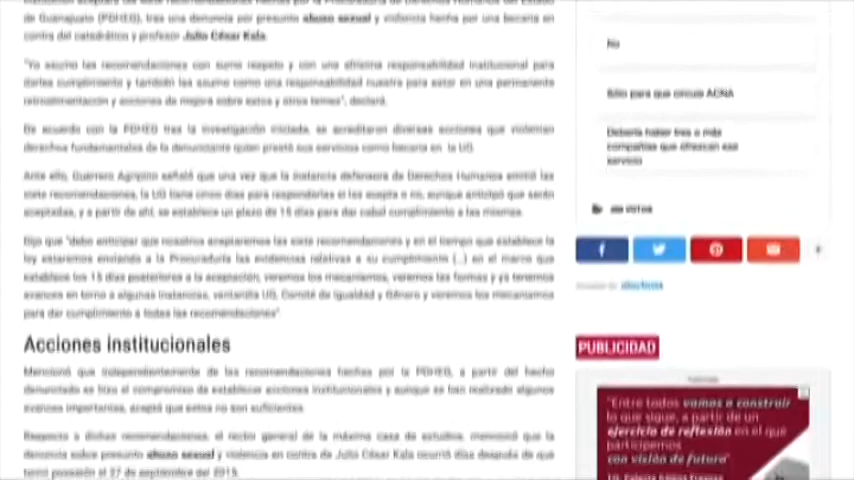 de Guanajuato (PDHEG), tras una denuncia por presunto abuso sexual y violencia hecha por una becaria en
contra del catedrático y profesor Julio César Kala.
"Yo asumo las recomendaciones con sumo respeto y con una altísima responsabilidad institucional para
darles cumplimiento y también las asumo como una responsabilidad nuestra para estar en una permanente
retroalimentación y acciones de mejora sobre estos y otros temas", declaró.
De acuerdo con la PDHEG tras la investigación iniciada, se acreditaron diversas acciones que violentan
derechos fundamentales de la denunciante quien prestó sus servicios como becaria en la UG.
Ante ello, Guerrero Agripino señaló que una vez que la instancia defensora de Derechos Humanos emitió las
siete recomendaciones, la UG tiene cinco días para responderlas si las acepta o no, aunque anticipó que serán
aceptadas, y a partir de ahí, se establece un plazo de 15 días para dar cabal cumplimiento a las mismas.
Dijo que "debo anticipar que nosotros aceptaremos las siete recomendaciones y en el tiempo que establece la
ley estaremos enviando a la Procuraduría las evidencias relativas a su cumplimiento (...) en el marco que
establece los 15 días posteriores a la aceptación, veremos los mecanismos, veremos las formas y ya tenemos
avances en torno a algunas instancias, ventanilla UG, Comité de Igualdad y Género y veremos los mecanismos
para dar cumplimiento a todas las recomendaciones"
Acciones institucionales
Mencionó que independientemente de las recomendaciones hechas por la PDHEG, a partir del hecho
denunciado se hizo el compromiso de establecer acciones institucionales y aunque se han realizado algunos
avances importantes, aceptó que estos no son suficientes.
Respecto a dichas recomendaciones, el rector general de la máxima casa de estudios, mencionó que la
denuncia sobre presunto abuso sexual y violencia en contra de Julio César Kala ocurrió días después de que
tomó posesión el 27 de septiembre del 2015.
No
Sólo para que circule ACNA
Debería haber tres o más
compañías que ofrezcan ese
servicio
VOTOS
PUBLICIDAD
"Entre todos vamos a construir
lo que sigue, a partir de un
ejercicio de reflexión en el que
participemos
con visión de futuro"